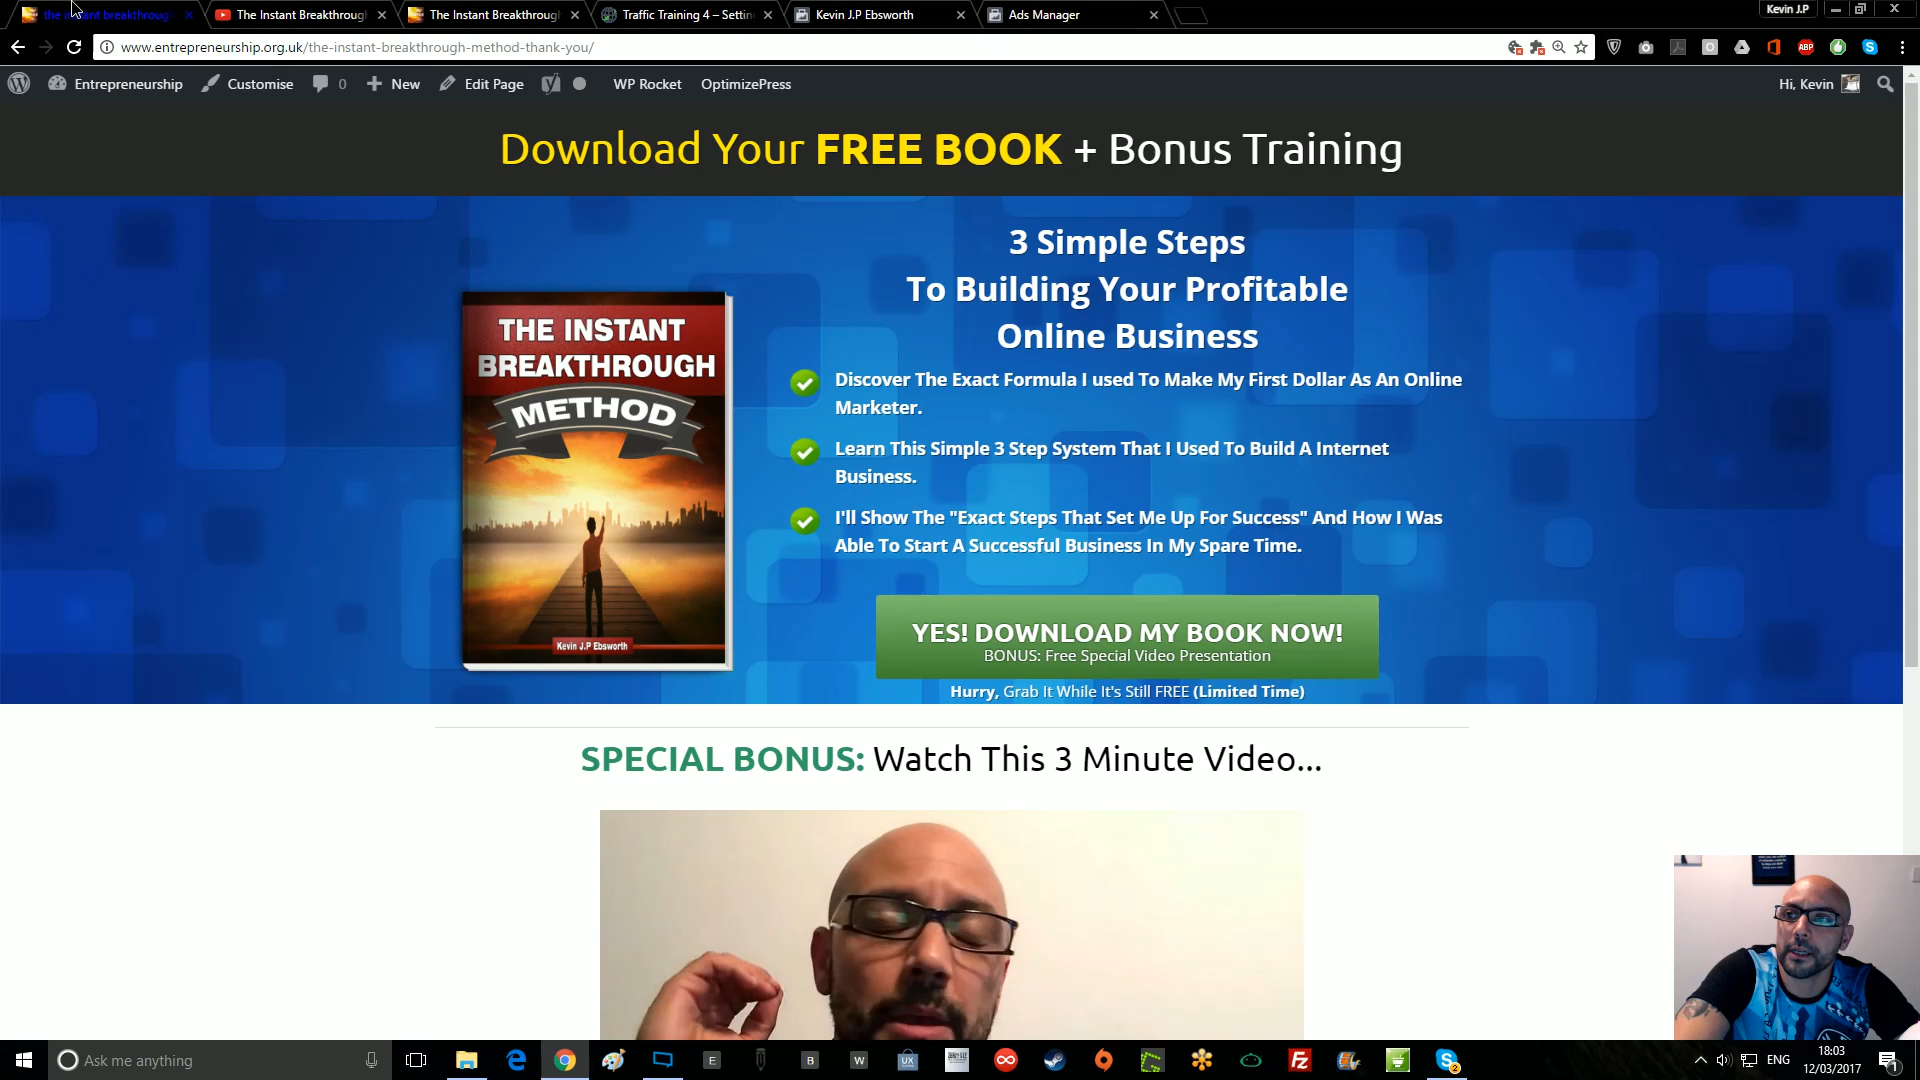 the instant breakthroug
The Instant Breakthroug
The Instant Breakthroug
Traffic Training 4 – Settin
Kevin J.P Ebsworth
Ads Manager
Kevin J.P
www.entrepreneurship.org.uk/the-instant-breakthrough-method-thank-you/
ABP
Entrepreneurship
Customise
0
New
Edit Page
WP Rocket
OptimizePress
Hi, Kevin
Download Your FREE BOOK + Bonus Training
3 Simple Steps
To Building Your Profitable
Online Business
THE INSTANT
BREAKTHROUGH
METHOD
Kevin J.P Ebsworth
Discover The Exact Formula I used To Make My First Dollar As An Online
Marketer.
Learn This Simple 3 Step System That I Used To Build A Internet
Business.
I'll Show The "Exact Steps That Set Me Up For Success" And How I Was
Able To Start A Successful Business In My Spare Time.
YES! DOWNLOAD MY BOOK NOW!
BONUS: Free Special Video Presentation
Hurry, Grab It While It's Still FREE (Limited Time)
SPECIAL BONUS: Watch This 3 Minute Video...
Ask me anything
E
B
W
UX
ENG
18:03
12/03/2017